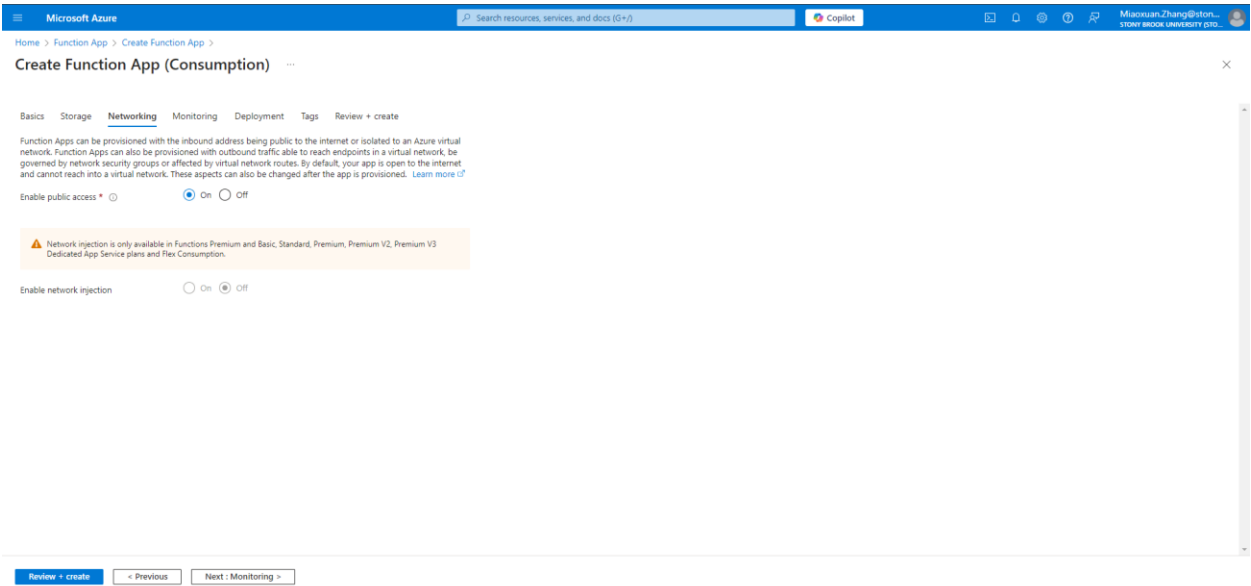 Microsoft Azure
Search resources, services, and docs (G+/)
Copilot
Miaoxuan.Zhang@ston...
STONY BROOK UNIVERSITY (STO...
Home > Function App > Create Function App >
Create Function App (Consumption) ...
Basics Storage Networking Monitoring Deployment Tags Review + create
Function Apps can be provisioned with the inbound address being public to the internet or isolated to an Azure virtual
network. Function Apps can also be provisioned with outbound traffic able to reach endpoints in a virtual network, be
governed by network security groups or affected by virtual network routes. By default, your app is open to the internet
and cannot reach into a virtual network. These aspects can also be changed after the app is provisioned. Learn more
Enable public access * On Off
Network injection is only available in Functions Premium and Basic, Standard, Premium, Premium V2, Premium V3
Dedicated App Service plans and Flex Consumption.
Enable network injection On Off
Review + create < Previous Next : Monitoring >